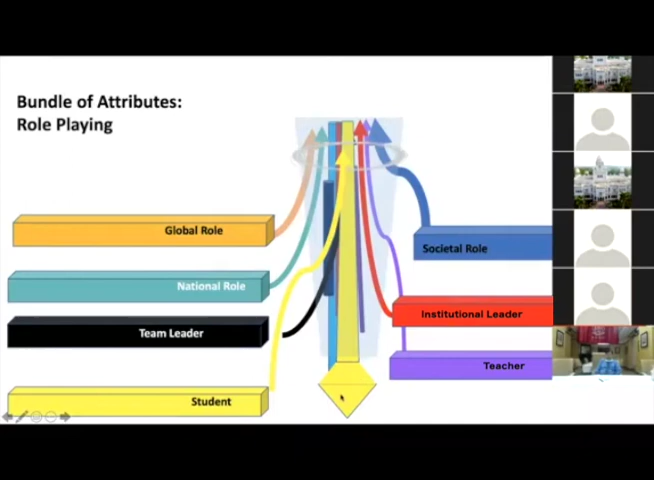 Bundle of Attributes:
Role Playing
Global Role
National Role
Team Leader
Student
Societal Role
Institutional Leader
Teacher